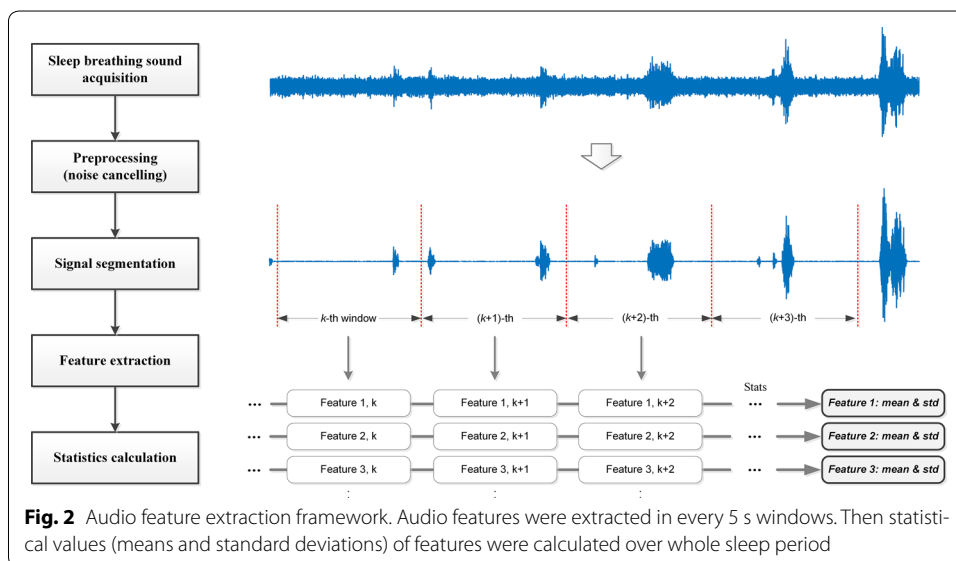 Sleep breathing sound
acquisition
Preprocessing
(noise cancelling)
Signal segmentation
Feature extraction
Statistics calculation
k-th window
(k+1)-th
(k+2)-th
(k+3)-th
Stats
... Feature 1, k Feature 1, k+1 Feature 1, k+2 ... Feature 1: mean & std
... Feature 2, k Feature 2, k+1 Feature 2, k+2 ... Feature 2: mean & std
... Feature 3, k Feature 3, k+1 Feature 3, k+2 ... Feature 3: mean & std
: : : :
Fig. 2 Audio feature extraction framework. Audio features were extracted in every 5 s windows. Then statisti-
cal values (means and standard deviations) of features were calculated over whole sleep period